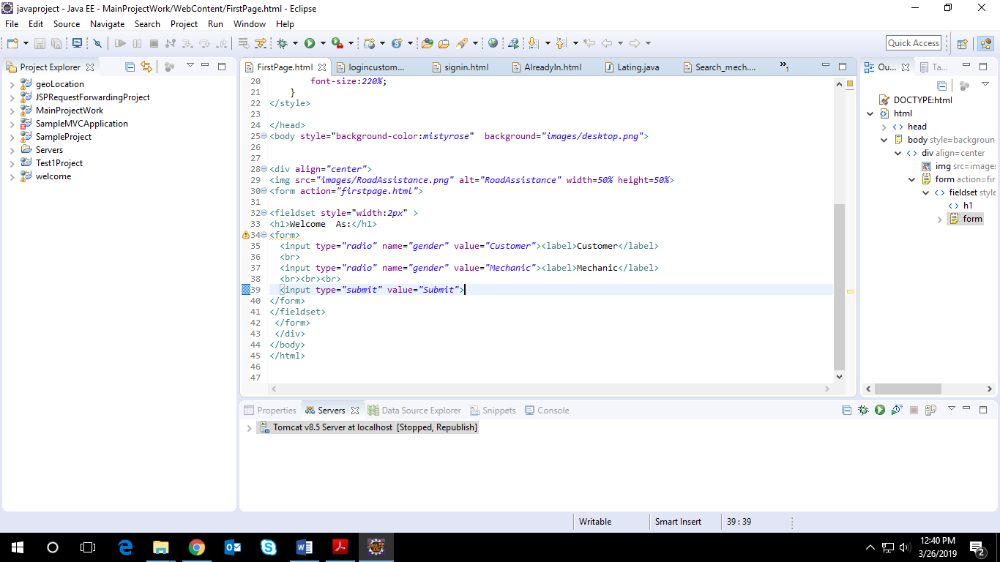 javaproject - Java EE - MainProjectWork/WebContent/FirstPage.html - Eclipse
File Edit Source Navigate Search Project Run Window Help
Quick Access
Project Explorer
geoLocation
JSPRequestForwardingProject
MainProjectWork
SampleMVCApplication
SampleProject
Servers
Test1Project
welcome
FirstPage.html logincustom... signin.html AlreadyIn.html Lating.java Search_mech.... »1
20 font-size:220%;
21 }
22 </style>
23
24 </head>
25 <body style="background-color:mistyrose" background="images/desktop.png">
26
27
28 <div align="center">
29 <img src="images/RoadAssistance.png" alt="RoadAssistance" width=50% height=50%>
30 <form action="firstpage.html">
31
32 <fieldset style="width:2px" >
33 <h1>Welcome  As:</h1>
34 <form>
35 <input type="radio" name="gender" value="Customer"><label>Customer</label>
36 <br>
37 <input type="radio" name="gender" value="Mechanic"><label>Mechanic</label>
38 <br><br><br>
39 <input type="submit" value="Submit">
40 </form>
41 </fieldset>
42 </form>
43 </div>
44 </body>
45 </html>
46
47
Ou... Ta...
DOCTYPE:html
html
head
body style=backgroun
div align=center
img src=images
form action=fir
fieldset style
h1
form
Properties Servers Data Source Explorer Snippets Console
Tomcat v8.5 Server at localhost [Stopped, Republish]
Writable Smart Insert 39 : 39
12:40 PM
3/26/2019
2